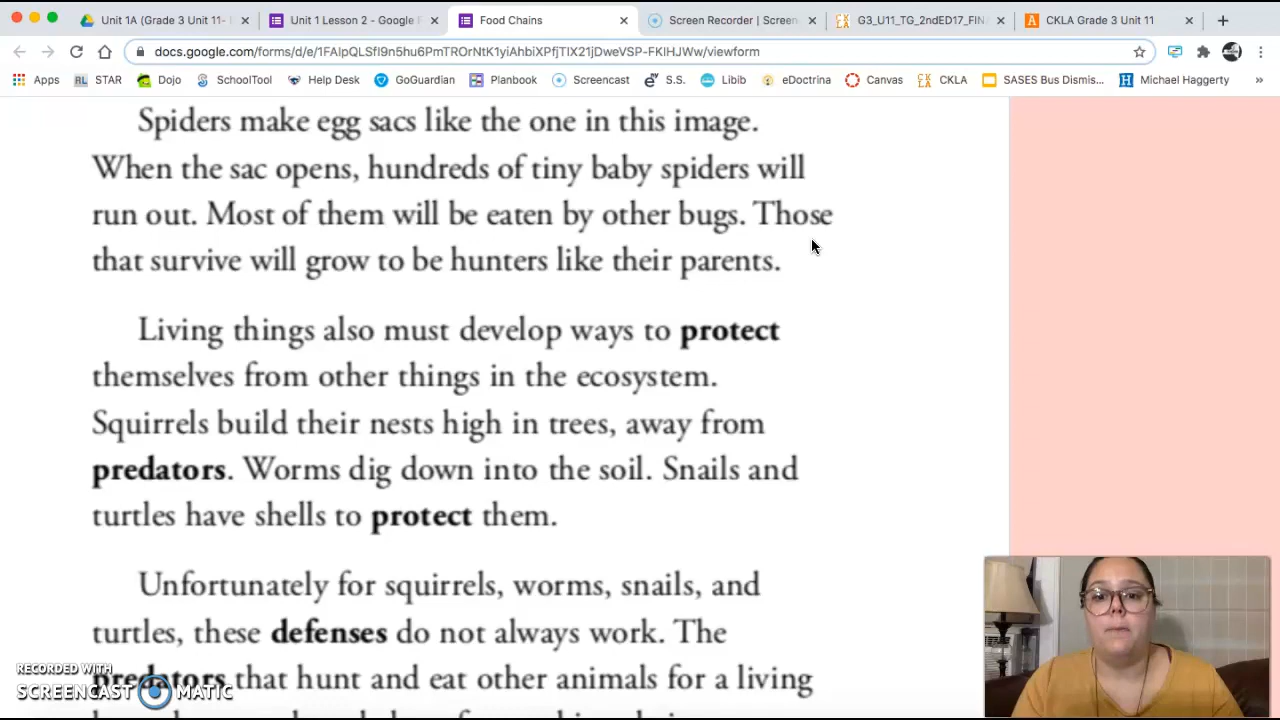 Unit 1A (Grade 3 Unit 11-
Unit 1 Lesson 2 - Google F
Food Chains
Screen Recorder | Screen
G3_U11_TG_2ndED17_FIN
CKLA Grade 3 Unit 11
docs.google.com/forms/d/e/1FAIpQLSfI9n5hu6PmTROrNtK1yiAhbiXPfjTIX21jDweVSP-FKIHJWw/viewform
Apps STAR Dojo SchoolTool Help Desk GoGuardian Planbook Screencast S.S. Libib eDoctrina Canvas CKLA SASES Bus Dismis... Michael Haggerty »
Spiders make egg sacs like the one in this image.
When the sac opens, hundreds of tiny baby spiders will
run out. Most of them will be eaten by other bugs. Those
that survive will grow to be hunters like their parents.
Living things also must develop ways to protect
themselves from other things in the ecosystem.
Squirrels build their nests high in trees, away from
predators. Worms dig down into the soil. Snails and
turtles have shells to protect them.
Unfortunately for squirrels, worms, snails, and
turtles, these defenses do not always work. The
predators that hunt and eat other animals for a living
RECORDED WITH
SCREENCAST MATIC